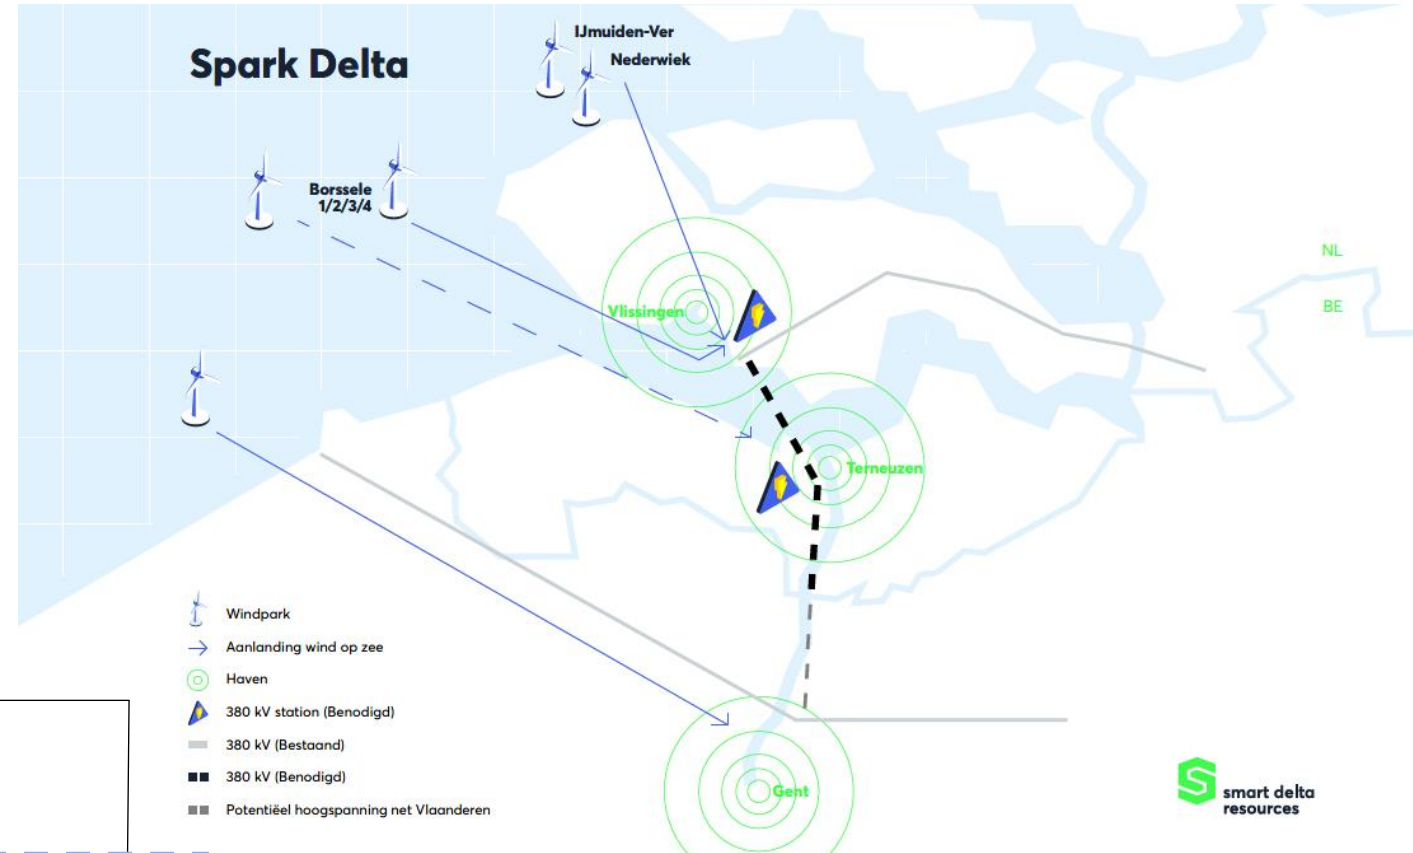 Spark Delta
IJmuiden-Ver
Nederwiek
Borssele
1/2/3/4
NL
BE
Vlissingen
Terneuzen
Gent
Windpark
Aanlanding wind op zee
Haven
380 kV station (Benodigd)
380 kV (Bestaand)
380 kV (Benodigd)
Potentiëel hoogspanning net Vlaanderen
smart delta
resources